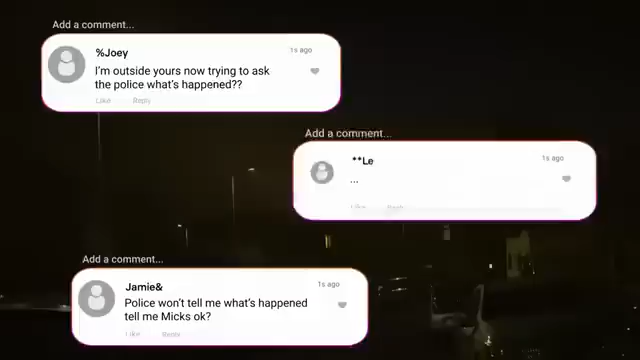 Add a comment...
%Joey
1s ago
I'm outside yours now trying to ask
the police what's happened??
Like Reply
Add a comment...
**Le
1s ago
...
Like Reply
Add a comment...
Jamie&
1s ago
Police won't tell me what's happened
tell me Micks ok?
Like Reply